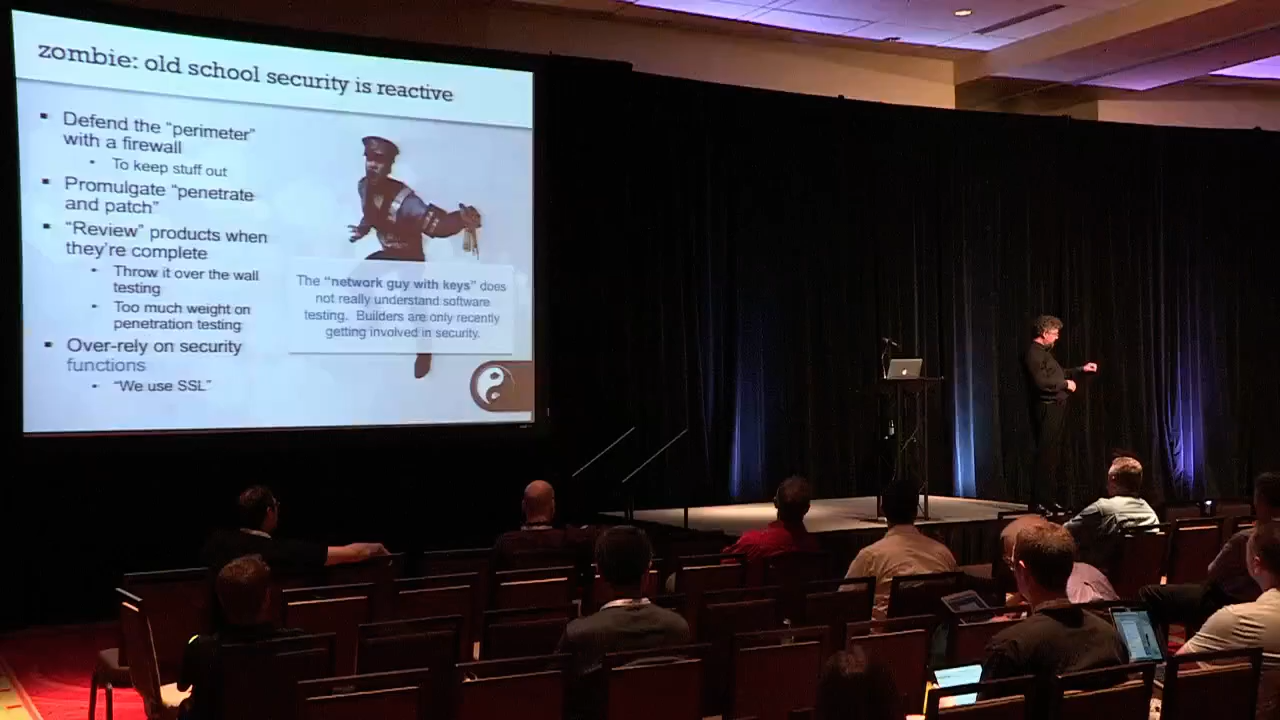 zombie: old school security is reactive
Defend the "perimeter"
with a firewall
To keep stuff out
Promulgate "penetrate
and patch"
"Review" products when
they're complete
Throw it over the wall
testing
Too much weight on
penetration testing
Over-rely on security
functions
"We use SSL"
The "network guy with keys" does
not really understand software
testing. Builders are only recently
getting involved in security.